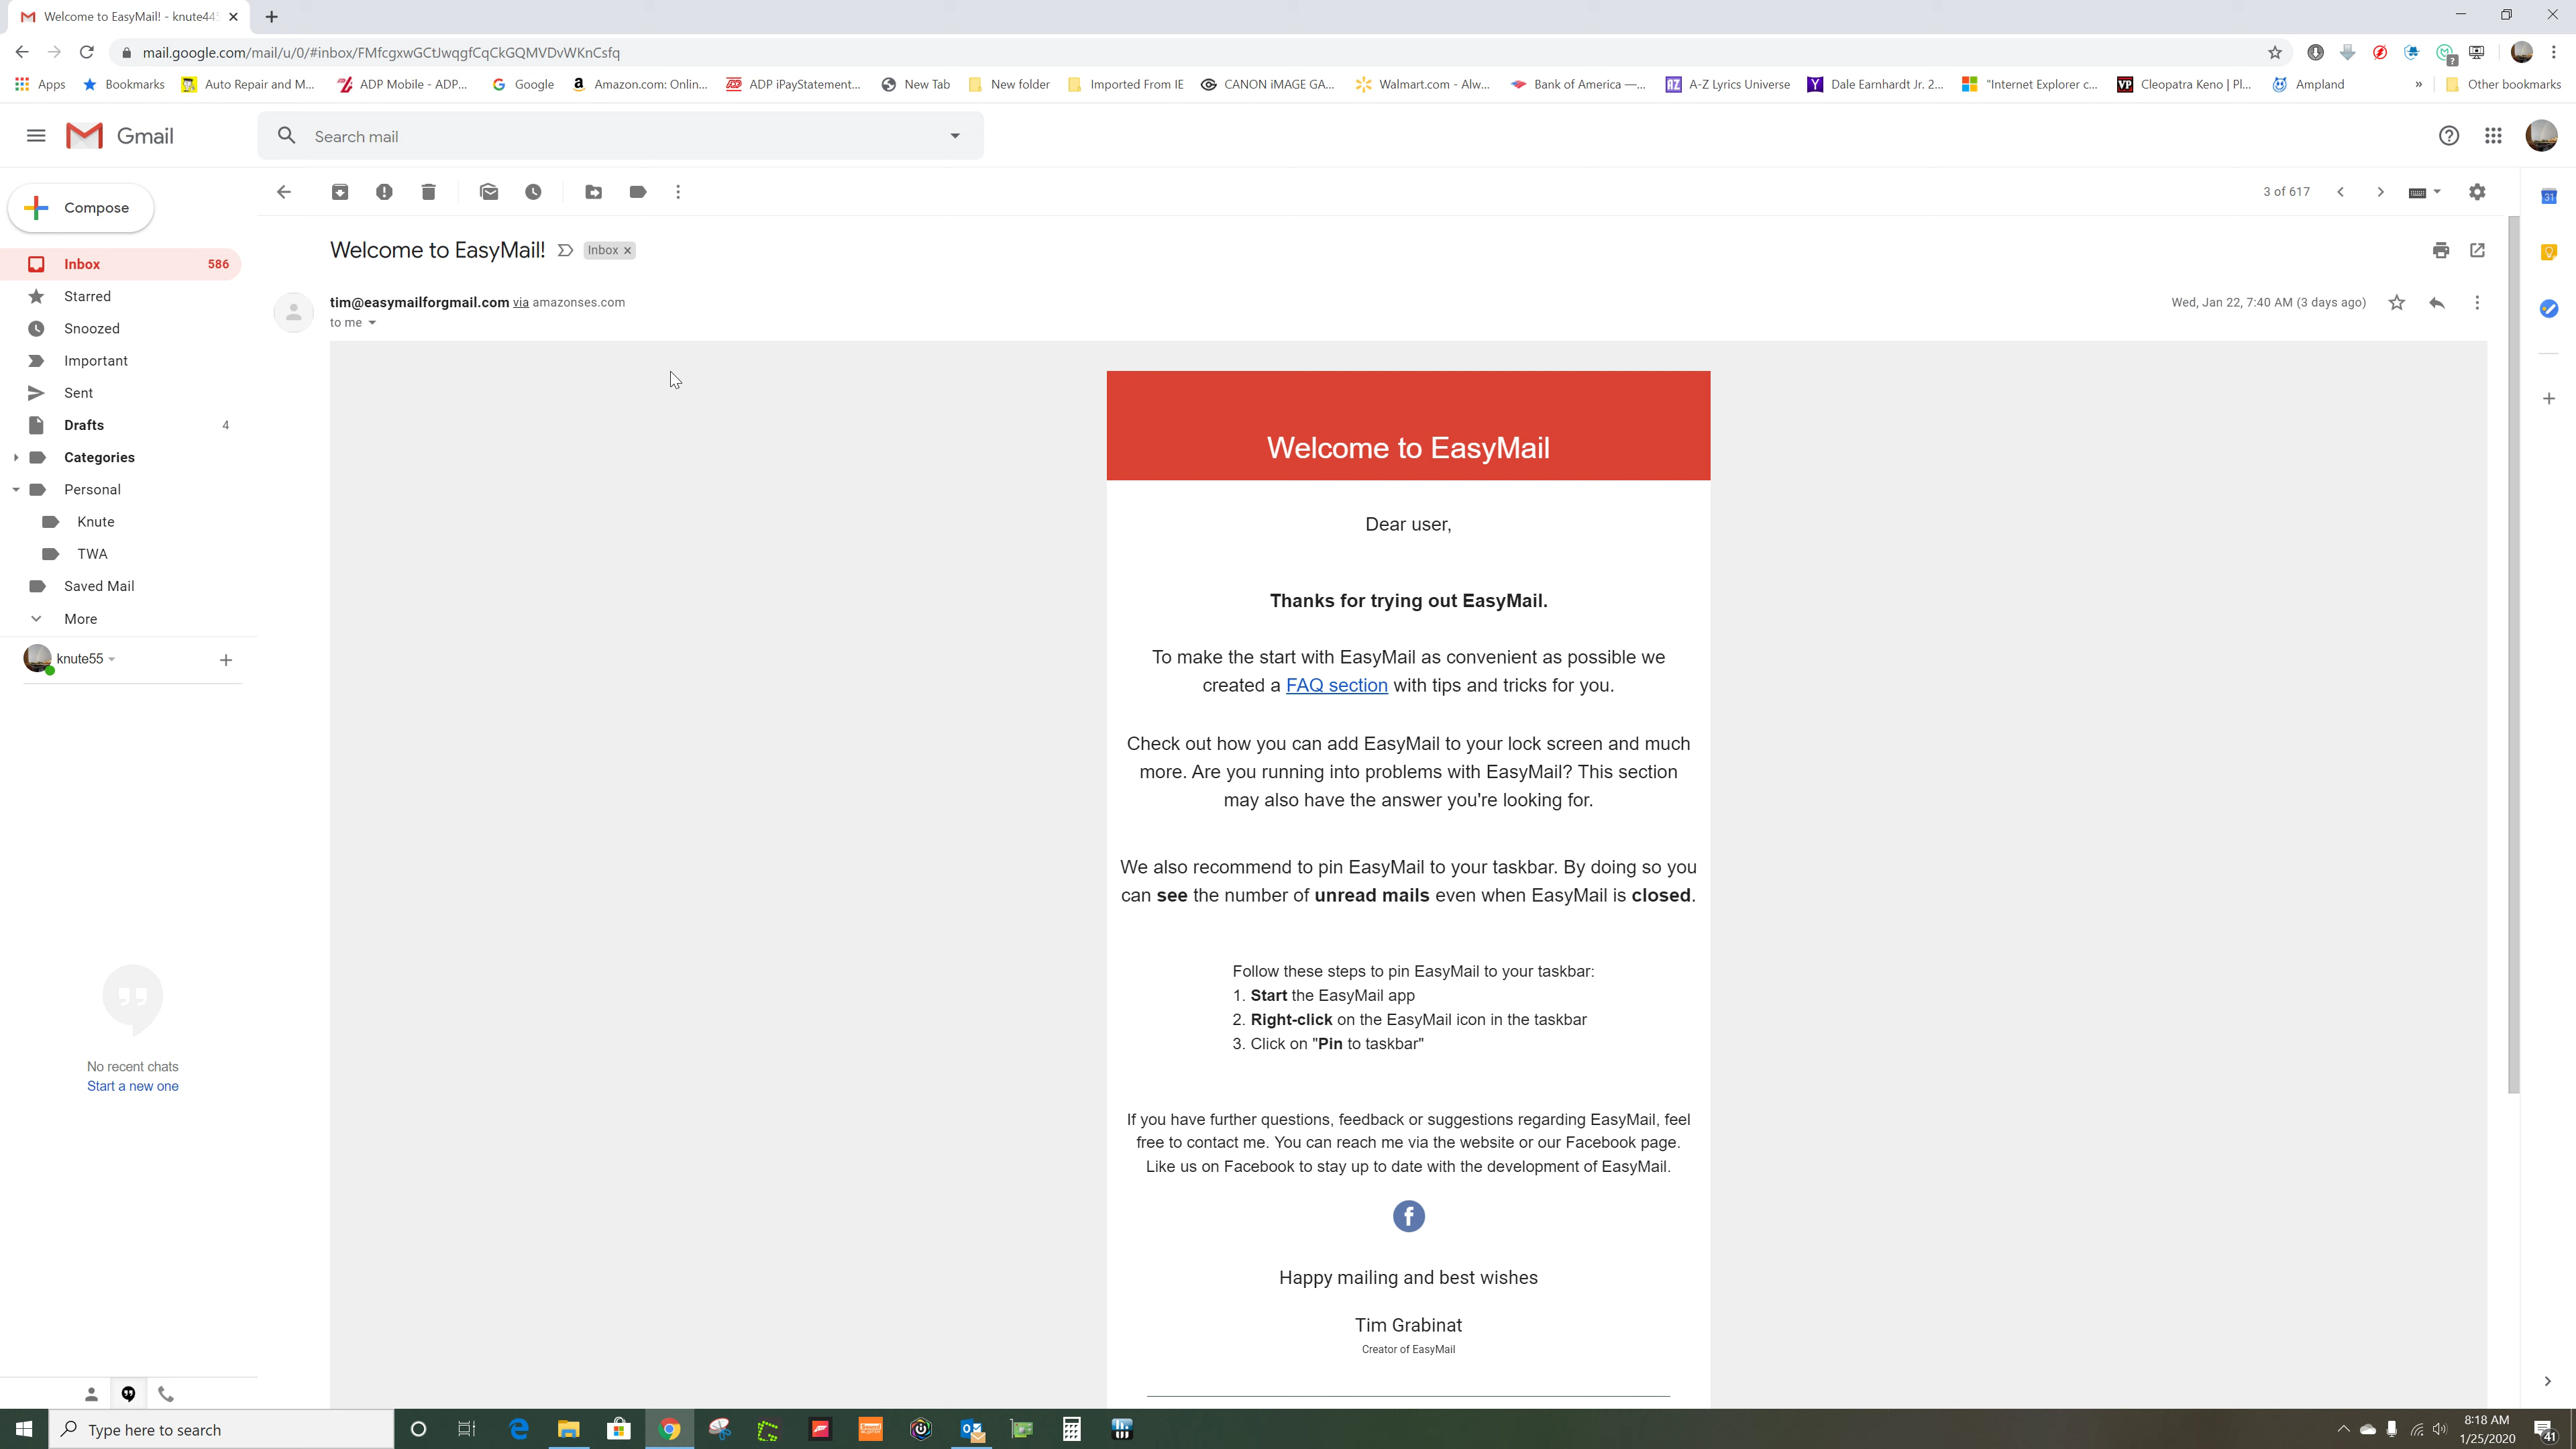 Welcome to EasyMail! - knute445
mail.google.com/mail/u/0/#inbox/FMfcgxwGCtJwqgfCqCkGQMVDvWKnCsfq
Apps Bookmarks Auto Repair and M... ADP Mobile - ADP... Google Amazon.com: Onlin... ADP iPayStatement... New Tab New folder Imported From IE CANON iMAGE GA... Walmart.com - Alw... Bank of America —... A-Z Lyrics Universe Dale Earnhardt Jr. 2... "Internet Explorer c... Cleopatra Keno | Pl... Ampland » Other bookmarks
Gmail
Search mail
Compose
3 of 617
Inbox 586
Starred
Snoozed
Important
Sent
Drafts 4
Categories
Personal
Knute
TWA
Saved Mail
More
knute55
No recent chats
Start a new one
Welcome to EasyMail! Inbox x
tim@easymailforgmail.com via amazonses.com
Wed, Jan 22, 7:40 AM (3 days ago)
to me
Welcome to EasyMail
Dear user,
Thanks for trying out EasyMail.
To make the start with EasyMail as convenient as possible we
created a FAQ section with tips and tricks for you.
Check out how you can add EasyMail to your lock screen and much
more. Are you running into problems with EasyMail? This section
may also have the answer you're looking for.
We also recommend to pin EasyMail to your taskbar. By doing so you
can see the number of unread mails even when EasyMail is closed.
Follow these steps to pin EasyMail to your taskbar:
1. Start the EasyMail app
2. Right-click on the EasyMail icon in the taskbar
3. Click on "Pin to taskbar"
If you have further questions, feedback or suggestions regarding EasyMail, feel
free to contact me. You can reach me via the website or our Facebook page.
Like us on Facebook to stay up to date with the development of EasyMail.
Happy mailing and best wishes
Tim Grabinat
Creator of EasyMail
31
Type here to search
8:18 AM
1/25/2020
41